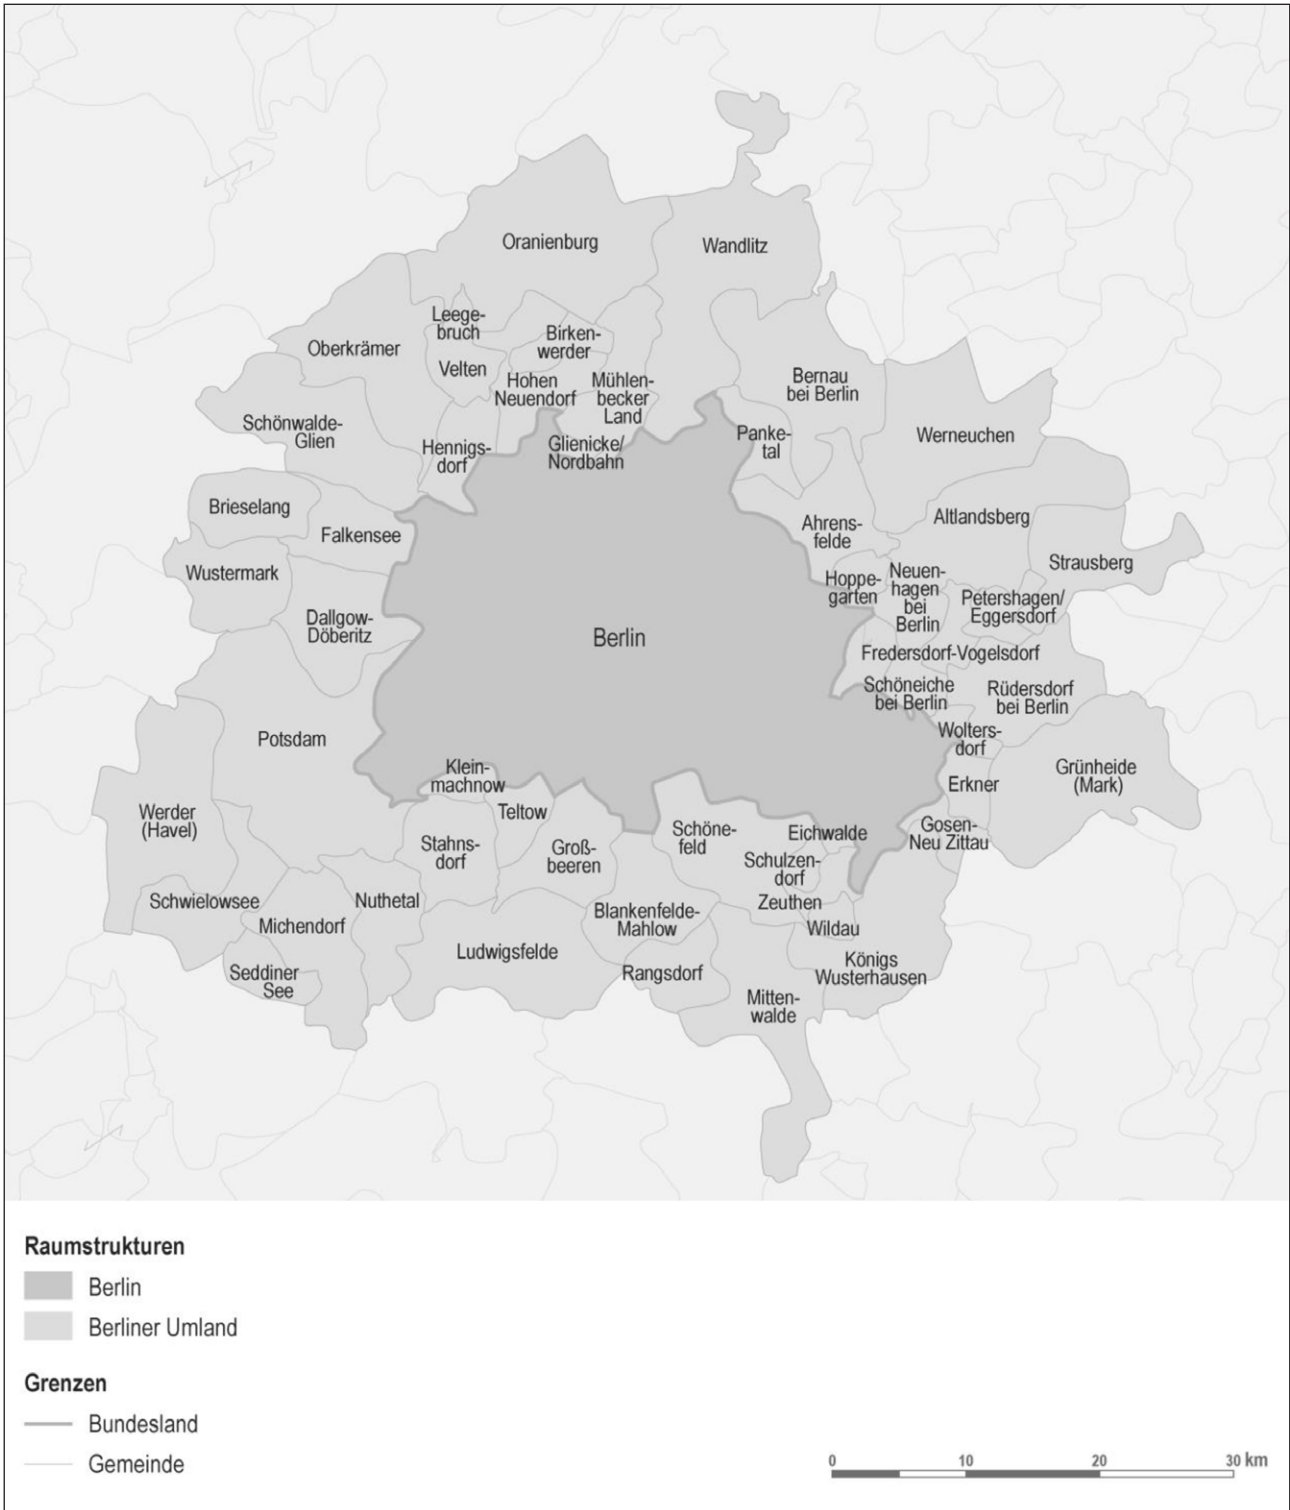 Oranienburg
Wandlitz
Leege-
bruch
Birken-
werder
Oberkrämer
Velten
Hohen
Neuendorf
Mühlen-
becker
Land
Bernau
bei Berlin
Schönwalde-
Glien
Hennigs-
dorf
Glienicke/
Nordbahn
Panke-
tal
Werneuchen
Brieselang
Falkensee
Ahrens-
felde
Altlandsberg
Wustermark
Hoppe-
garten
Neuen-
hagen
bei
Berlin
Strausberg
Petershagen/
Eggersdorf
Dallgow-
Döberitz
Berlin
Fredersdorf-Vogelsdorf
Schöneiche
bei Berlin
Rüdersdorf
bei Berlin
Potsdam
Klein-
machnow
Wolters-
dorf
Erkner
Grünheide
(Mark)
Werder
(Havel)
Teltow
Stahns-
dorf
Groß-
beeren
Schöne-
feld
Eichwalde
Gosen-
Neu Zittau
Schulzen-
dorf
Schwielowsee
Nuthetal
Zeuthen
Michendorf
Blankenfelde-
Mahlow
Wildau
Ludwigsfelde
Rangsdorf
Königs
Wusterhausen
Seddiner
See
Mitten-
walde
Raumstrukturen
Berlin
Berliner Umland
Grenzen
Bundesland
Gemeinde
0 10 20 30 km